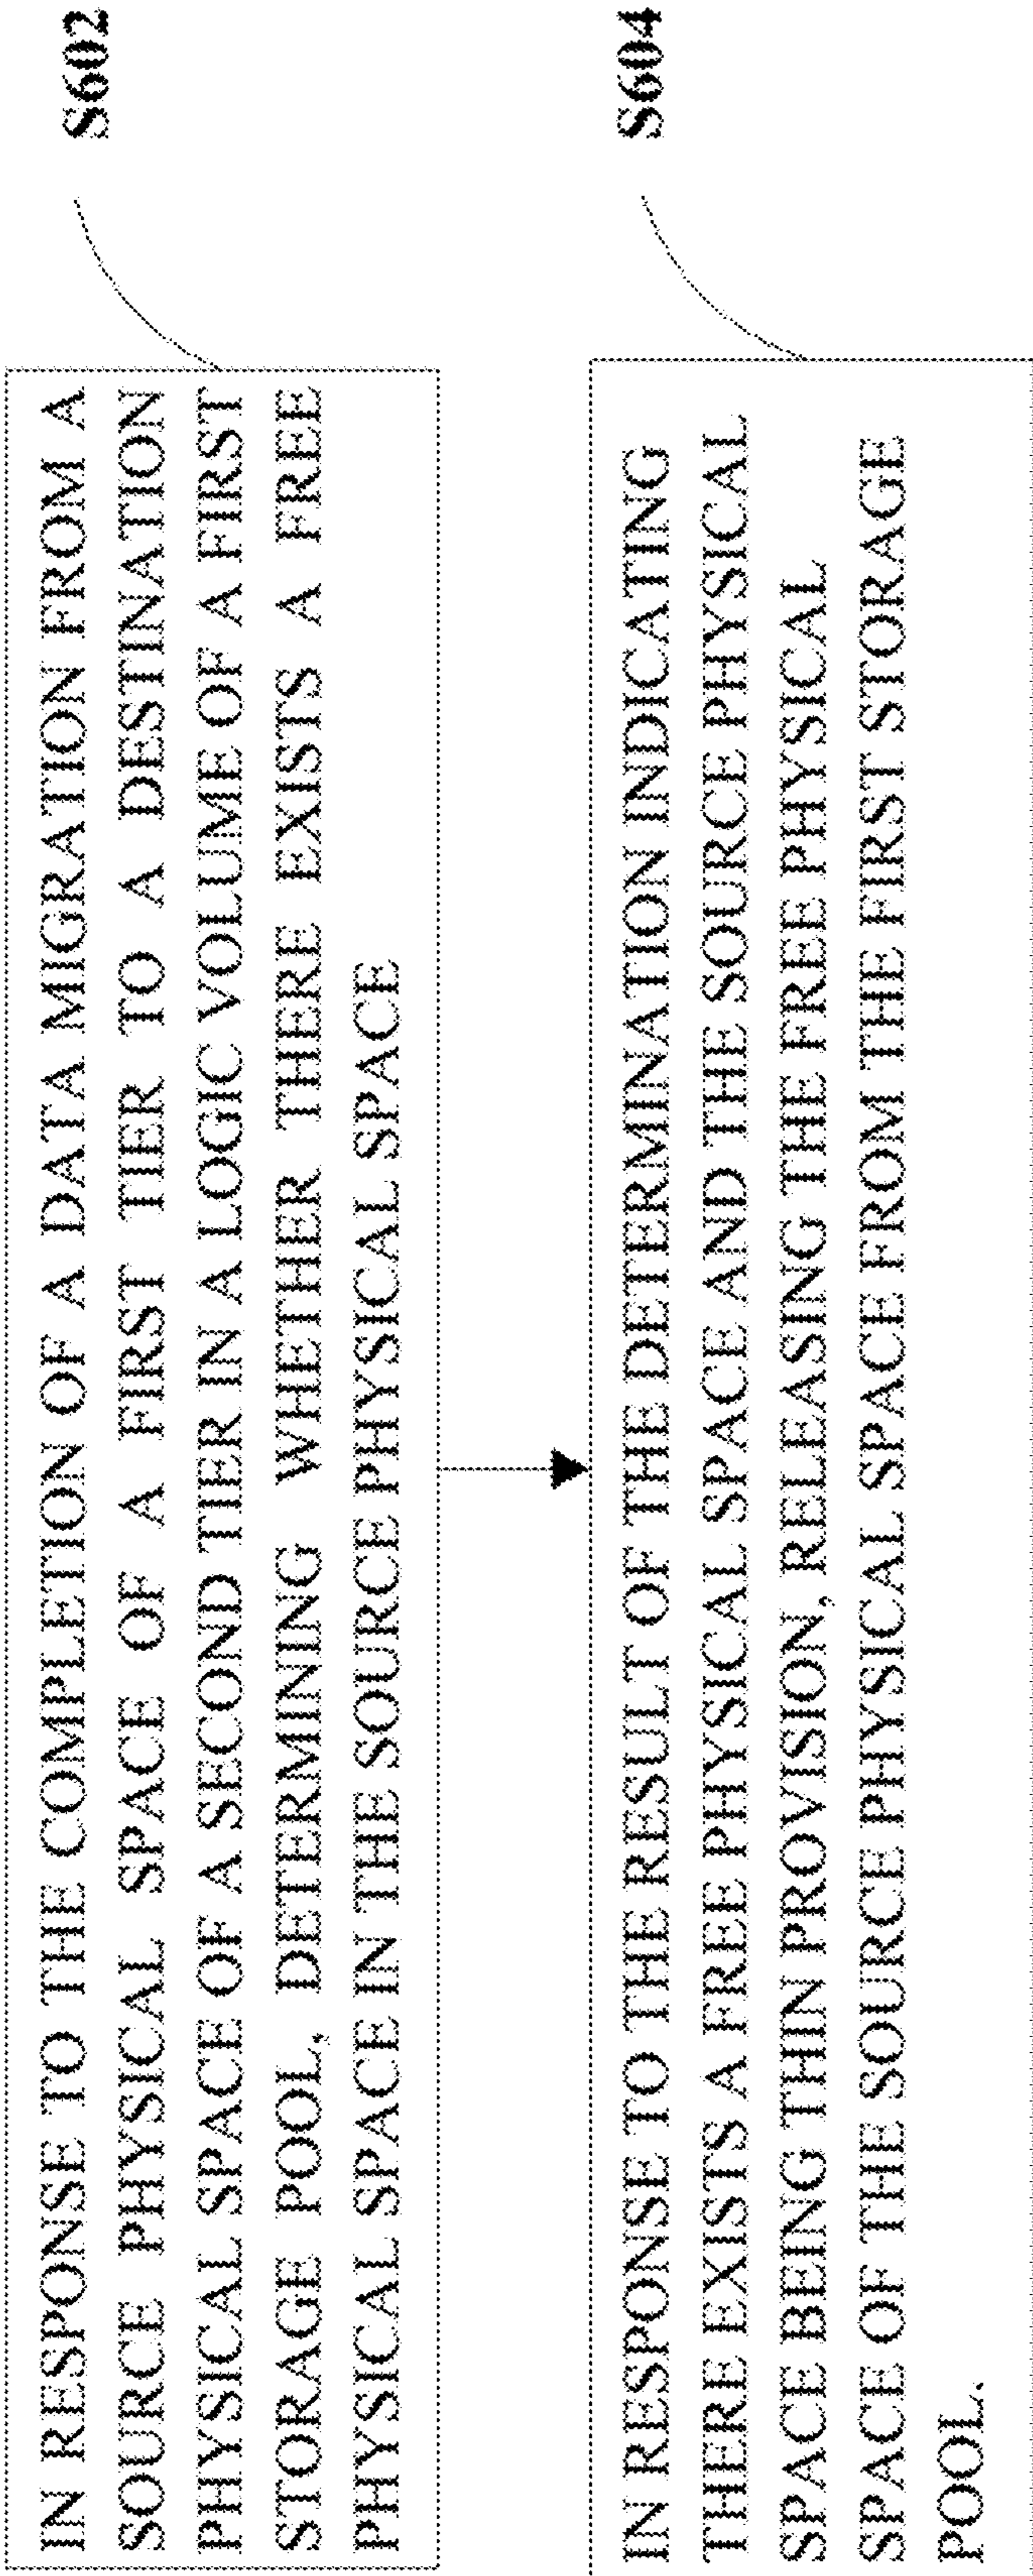 IN RESPONSE TO THE COMPLETION OF A DATA MIGRATION FROM A
SOURCE PHYSICAL SPACE OF A FIRST TIER TO A DESTINATION
PHYSICAL SPACE OF A SECOND TIER IN A LOGIC VOLUME OF A FIRST
STORAGE POOL, DETERMINING WHETHER THERE EXISTS A FREE
PHYSICAL SPACE IN THE SOURCE PHYSICAL SPACE
S602
IN RESPONSE TO THE RESULT OF THE DETERMINATION INDICATING
THERE EXISTS A FREE PHYSICAL SPACE AND THE SOURCE PHYSICAL
SPACE BEING THIN PROVISION, RELEASING THE FREE PHYSICAL
SPACE OF THE SOURCE PHYSICAL SPACE FROM THE FIRST STORAGE
POOL.
S604